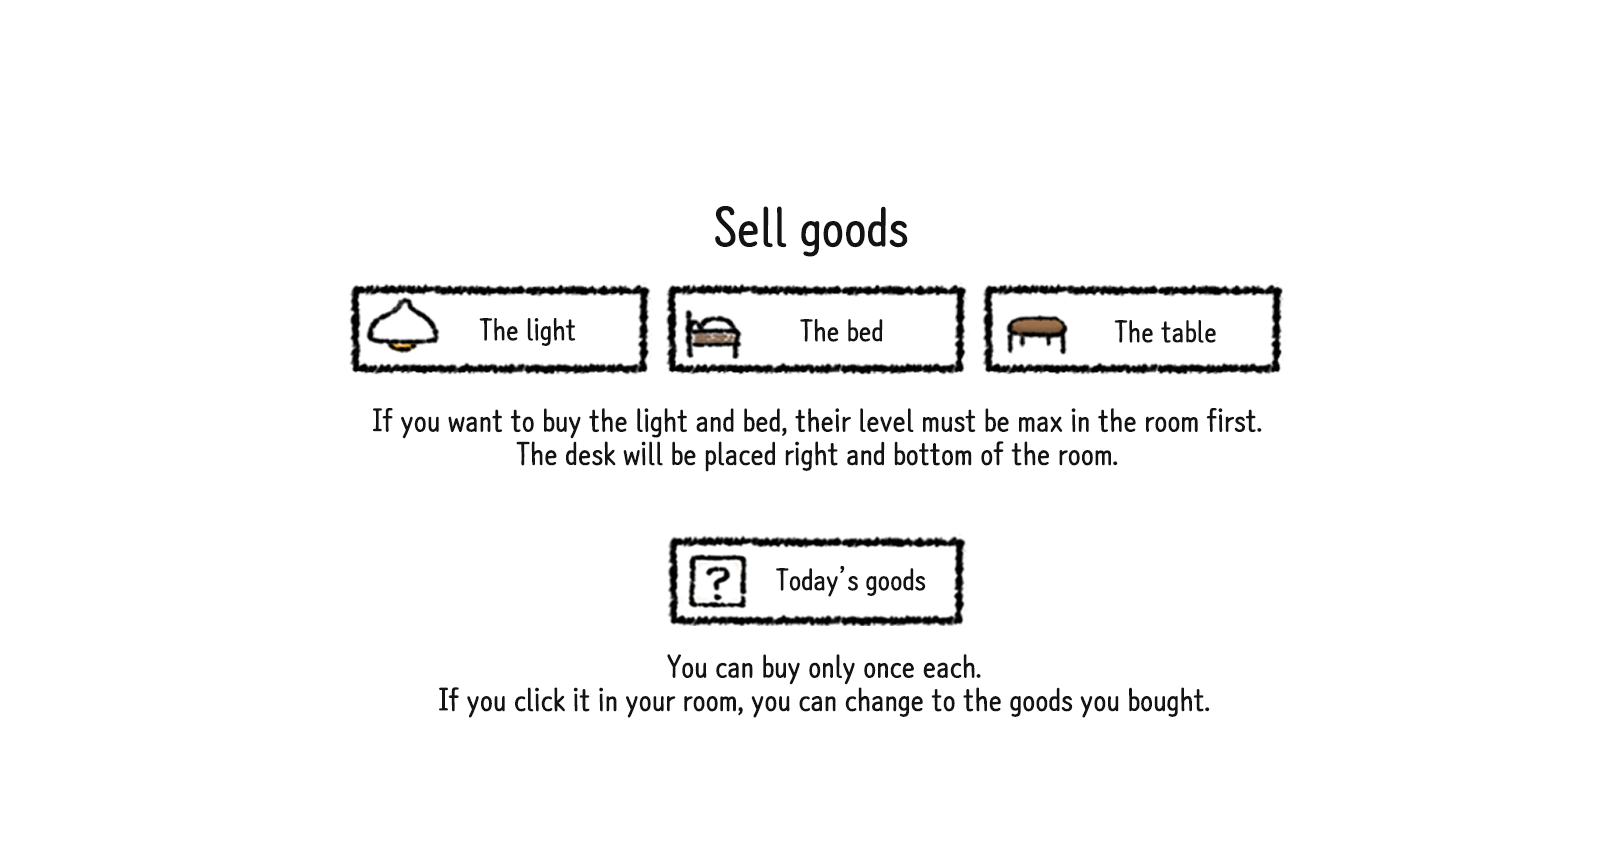 Sell goods
The light
The bed
The table
If you want to buy the light and bed, their level must be max in the room first.
The desk will be placed right and bottom of the room.
?
Today's goods
You can buy only once each.
If you click it in your room, you can change to the goods you bought.